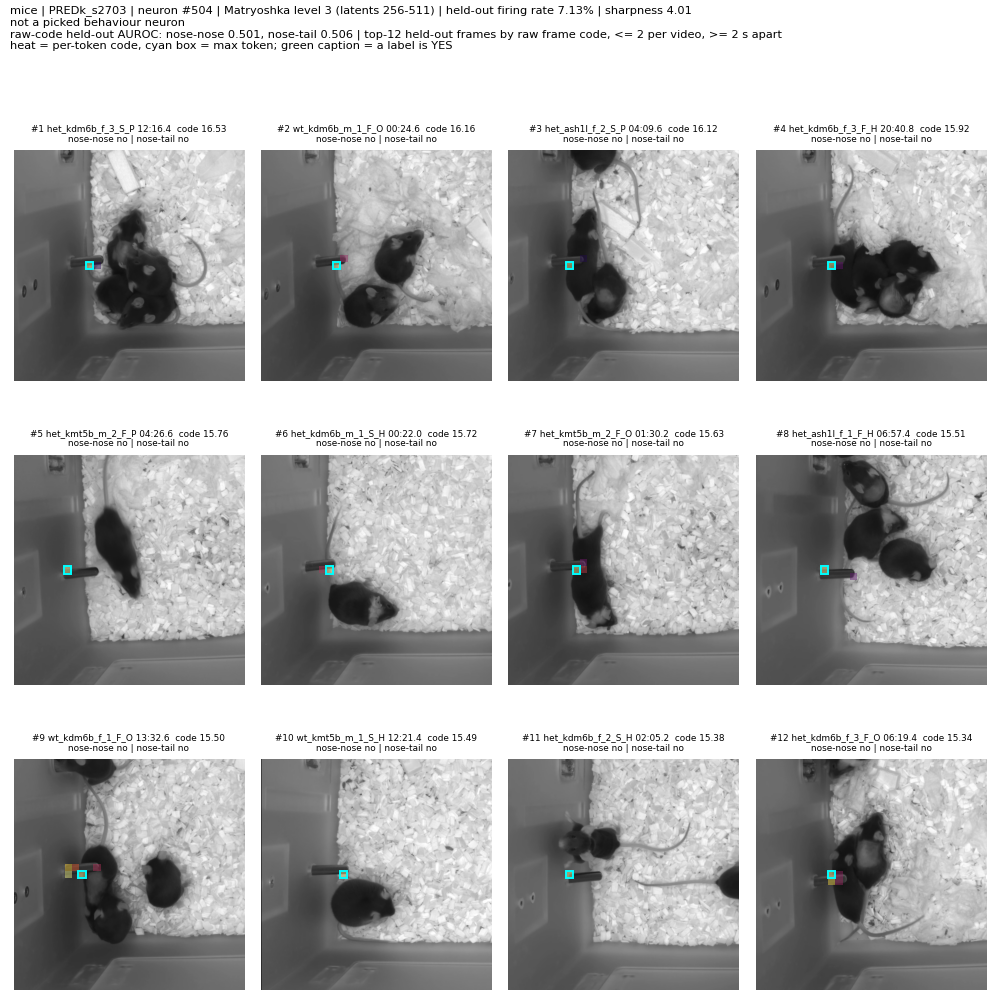 mice | PREDk_s2703 | neuron #504 | Matryoshka level 3 (latents 256-511) | held-out firing rate 7.13% | sharpness 4.01
not a picked behaviour neuron
raw-code held-out AUROC: nose-nose 0.501, nose-tail 0.506 | top-12 held-out frames by raw frame code, <= 2 per video, >= 2 s apart
heat = per-token code, cyan box = max token; green caption = a label is YES
#1 het_kdm6b_f_3_S_P 12:16.4 code 16.53
nose-nose no | nose-tail no
#2 wt_kdm6b_m_1_F_O 00:24.6 code 16.16
nose-nose no | nose-tail no
#3 het_ash1l_f_2_S_P 04:09.6 code 16.12
nose-nose no | nose-tail no
#4 het_kdm6b_f_3_F_H 20:40.8 code 15.92
nose-nose no | nose-tail no
#5 het_kmt5b_m_2_F_P 04:26.6 code 15.76
nose-nose no | nose-tail no
#6 het_kdm6b_m_1_S_H 00:22.0 code 15.72
nose-nose no | nose-tail no
#7 het_kmt5b_m_2_F_O 01:30.2 code 15.63
nose-nose no | nose-tail no
#8 het_ash1l_f_1_F_H 06:57.4 code 15.51
nose-nose no | nose-tail no
#9 wt_kdm6b_f_1_F_O 13:32.6 code 15.50
nose-nose no | nose-tail no
#10 wt_kmt5b_m_1_S_H 12:21.4 code 15.49
nose-nose no | nose-tail no
#11 het_kdm6b_f_2_S_H 02:05.2 code 15.38
nose-nose no | nose-tail no
#12 het_kdm6b_f_3_F_O 06:19.4 code 15.34
nose-nose no | nose-tail no